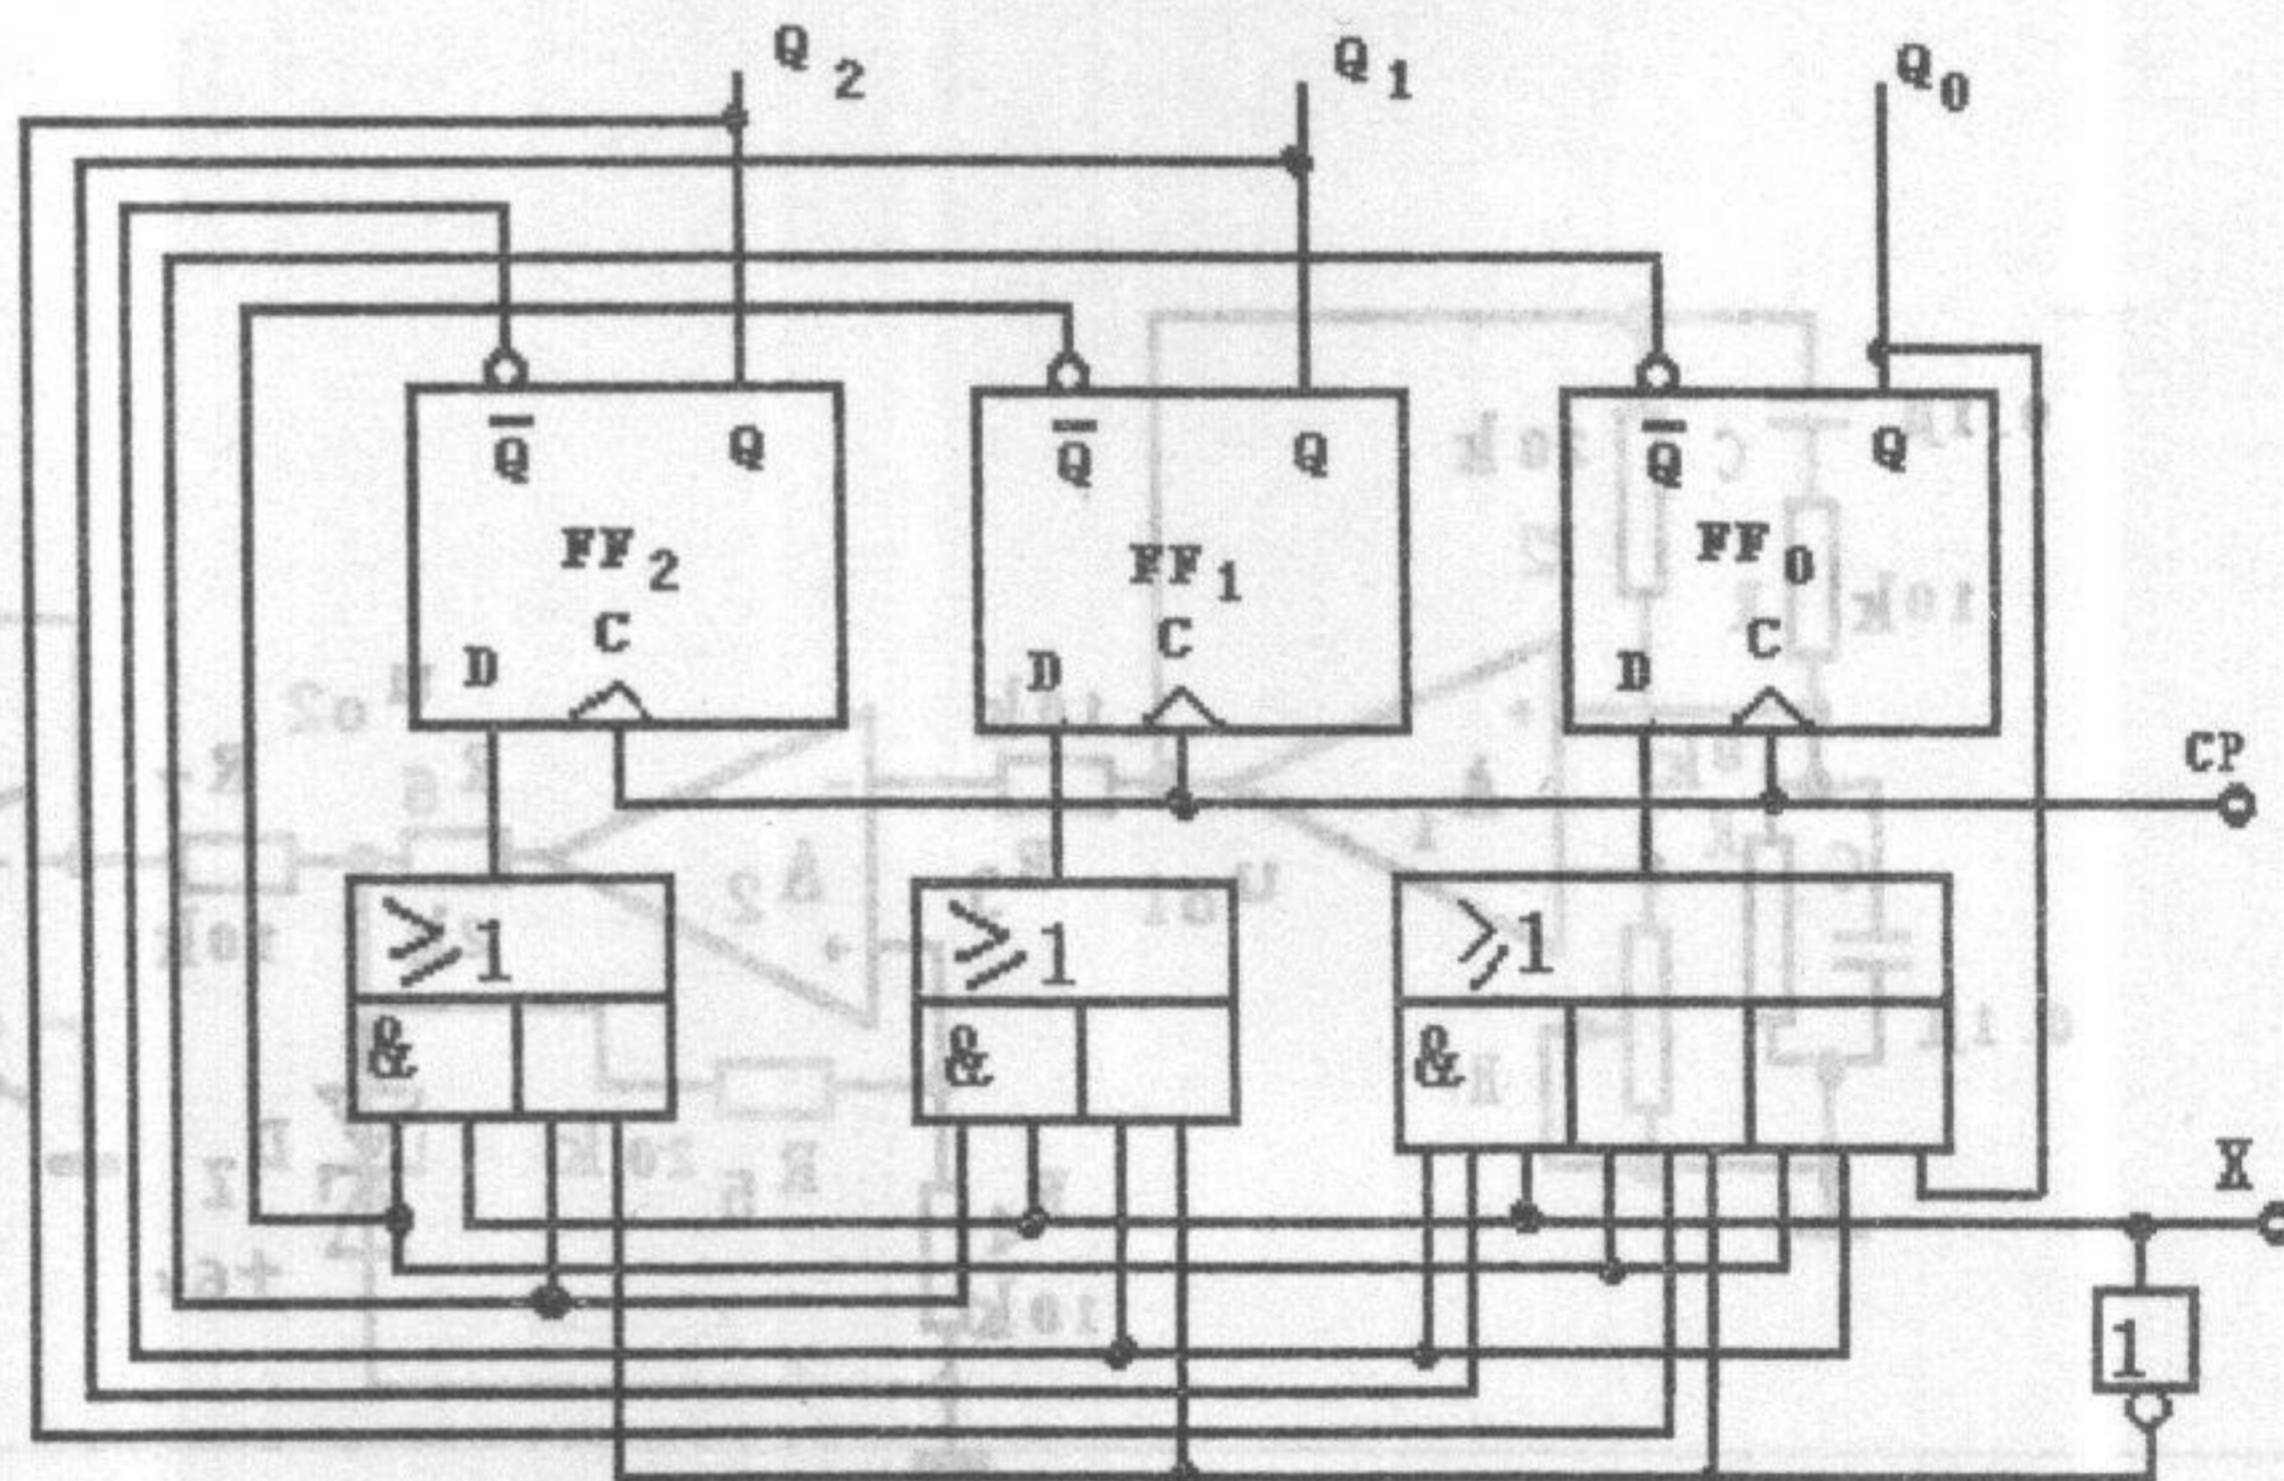 Q2 Q1 Q0
Q̅ Q Q̅ Q Q̅ Q
FF2 FF1 FF0
C C C
D D D
CP
≥1 ≥1 ≥1
& & &
X
1